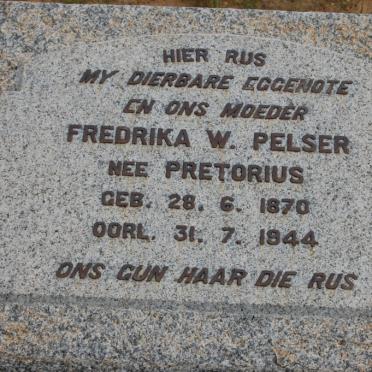 HIER RUS
MY DIERBARE EGGENOTE
EN ONS MOEDER
FREDRIKA W. PELSER
NEE PRETORIUS
GEB. 28. 6. 1870
OORL. 31. 7. 1944
ONS GUN HAAR DIE RUS